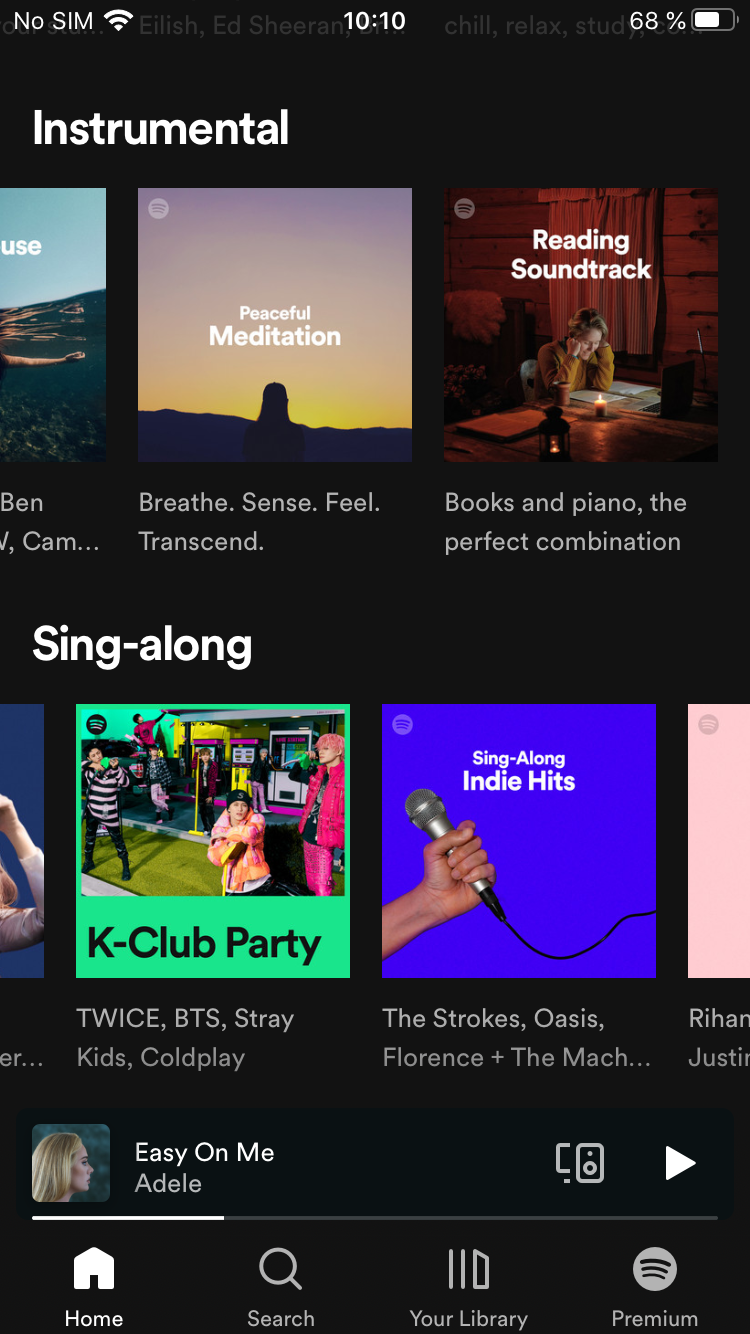 No SIM 10:10 68 %
Eilish, Ed Sheeran,
chill, relax, study,
Instrumental
use
Peaceful
Meditation
Reading
Soundtrack
Ben
Cam...
Breathe. Sense. Feel.
Transcend.
Books and piano, the
perfect combination
Sing-along
K-Club Party
Sing-Along
Indie Hits
er...
TWICE, BTS, Stray
Kids, Coldplay
The Strokes, Oasis,
Florence + The Mach...
Rihan
Justin
Easy On Me
Adele
Home
Search
Your Library
Premium